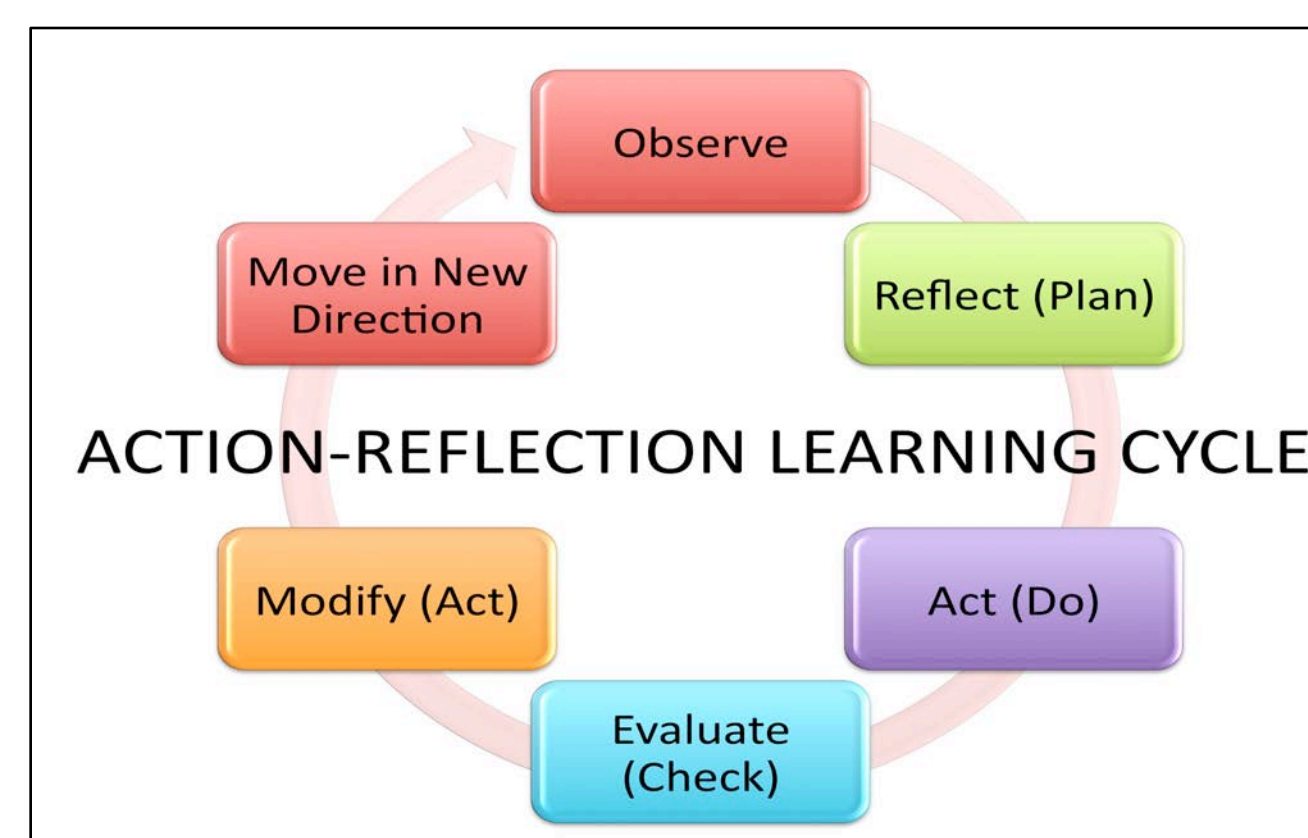 Observe
Reflect (Plan)
Act (Do)
Evaluate
(Check)
Modify (Act)
Move in New
Direction
ACTION-REFLECTION LEARNING CYCLE